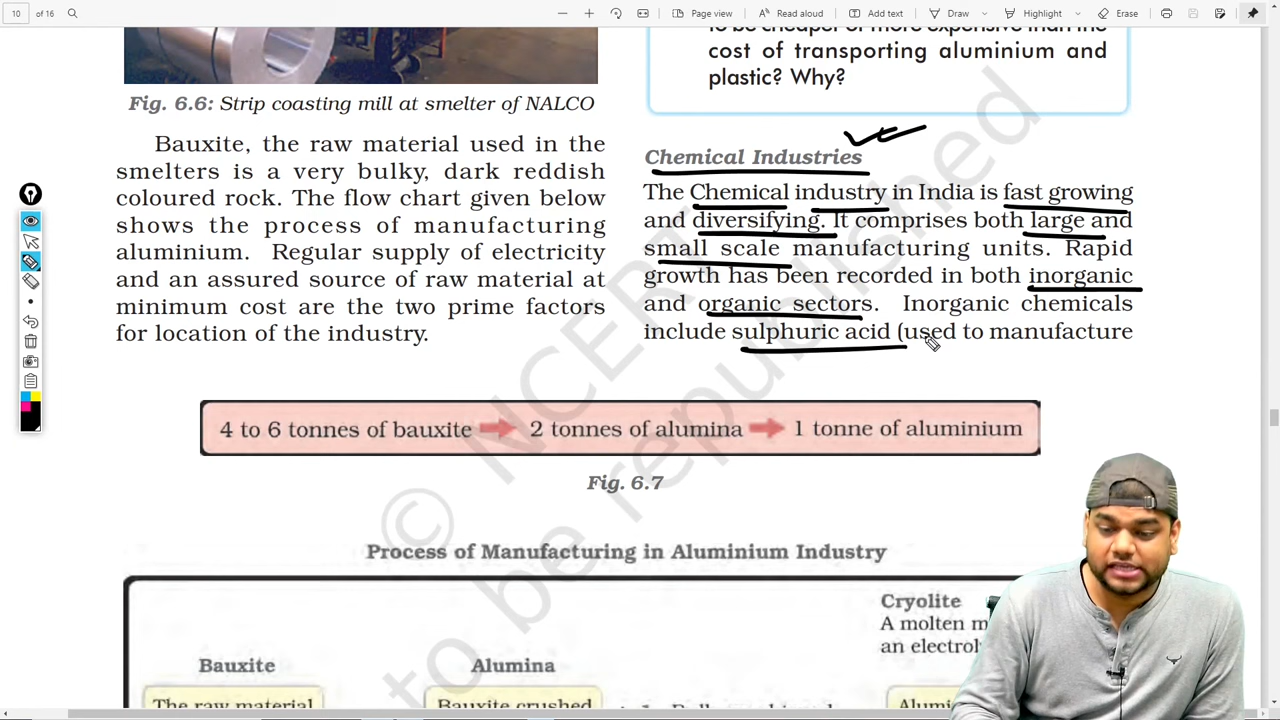 10
of 16
Page view
Read aloud
Add text
Draw
Highlight
Erase
cost of transporting aluminium and
plastic? Why?
Fig. 6.6: Strip coasting mill at smelter of NALCO
Bauxite, the raw material used in the
smelters is a very bulky, dark reddish
coloured rock. The flow chart given below
shows the process of manufacturing
aluminium. Regular supply of electricity
and an assured source of raw material at
minimum cost are the two prime factors
for location of the industry.
Chemical Industries
The Chemical industry in India is fast growing
and diversifying. It comprises both large and
small scale manufacturing units. Rapid
growth has been recorded in both inorganic
and organic sectors. Inorganic chemicals
include sulphuric acid (used to manufacture
4 to 6 tonnes of bauxite 2 tonnes of alumina 1 tonne of aluminium
Fig. 6.7
Process of Manufacturing in Aluminium Industry
Cryolite
A molten
an
Bauxite
Alumina
The raw material
Bauxite crushed
© NCERT
to be republished